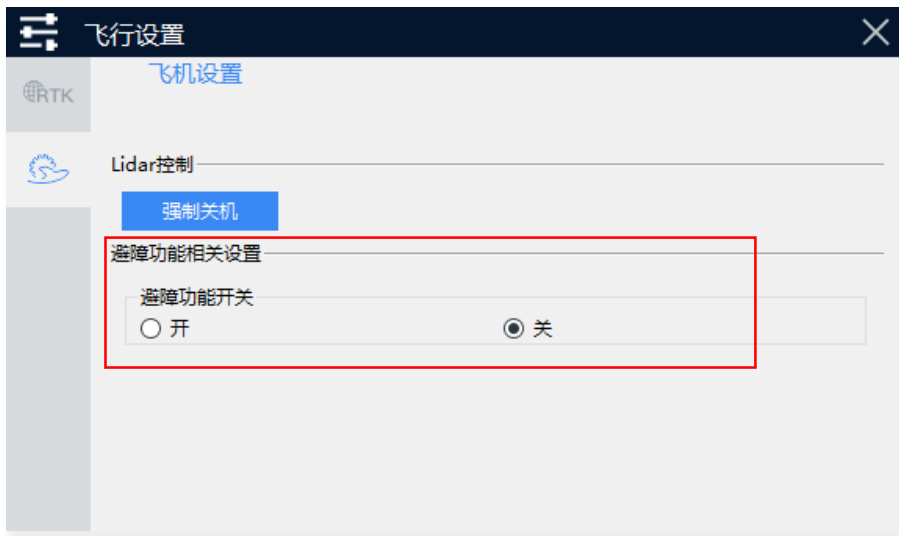 飞行设置
飞机设置
RTK
Lidar控制
强制关机
避障功能相关设置
避障功能开关
开 关